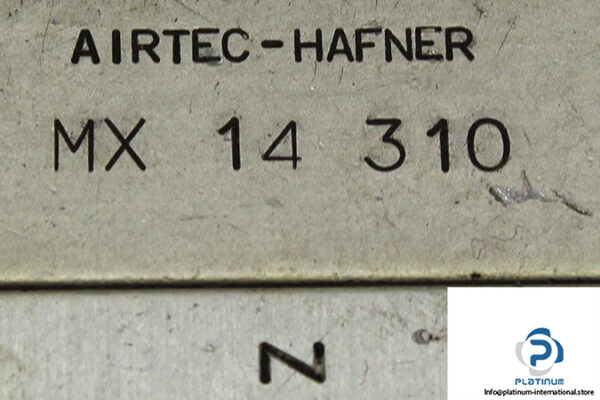 AIRTEC-HAFNER
MX 14 310
N
PLATINUM
Info@platinum-international.store